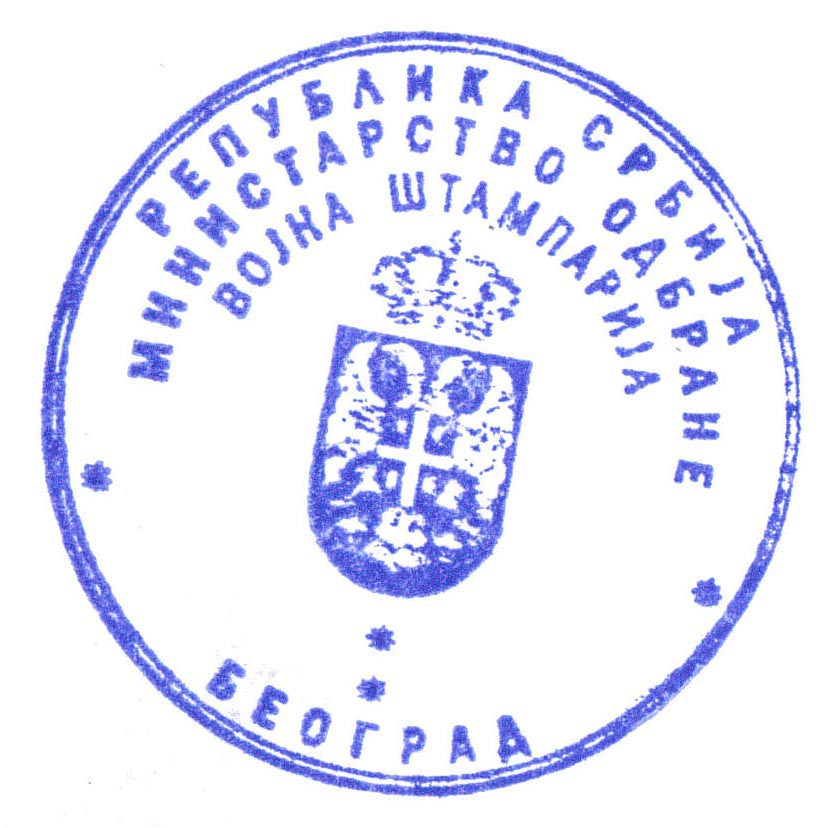 РЕПУБЛИКА СРБИЈА
МИНИСТАРСТВО ОДБРАНЕ
ВОЈНА ШТАМПАРИЈА
БЕОГРАД